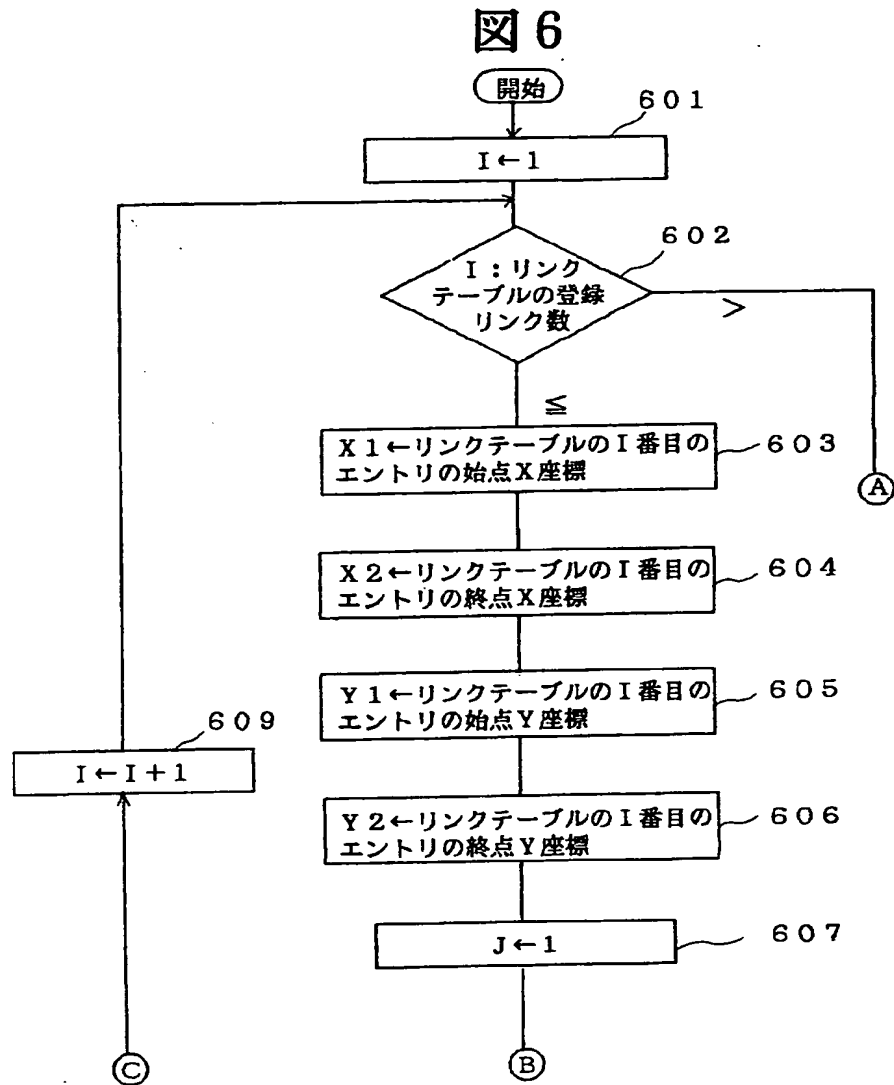 図 6
開始
601
I←1
602
I：リンク
テーブルの登録
リンク数
＞
≦
X1←リンクテーブルのI番目の
エントリの始点X座標
603
A
X2←リンクテーブルのI番目の
エントリの終点X座標
604
Y1←リンクテーブルのI番目の
エントリの始点Y座標
605
609
I←I＋1
Y2←リンクテーブルのI番目の
エントリの終点Y座標
606
J←1
607
C
B